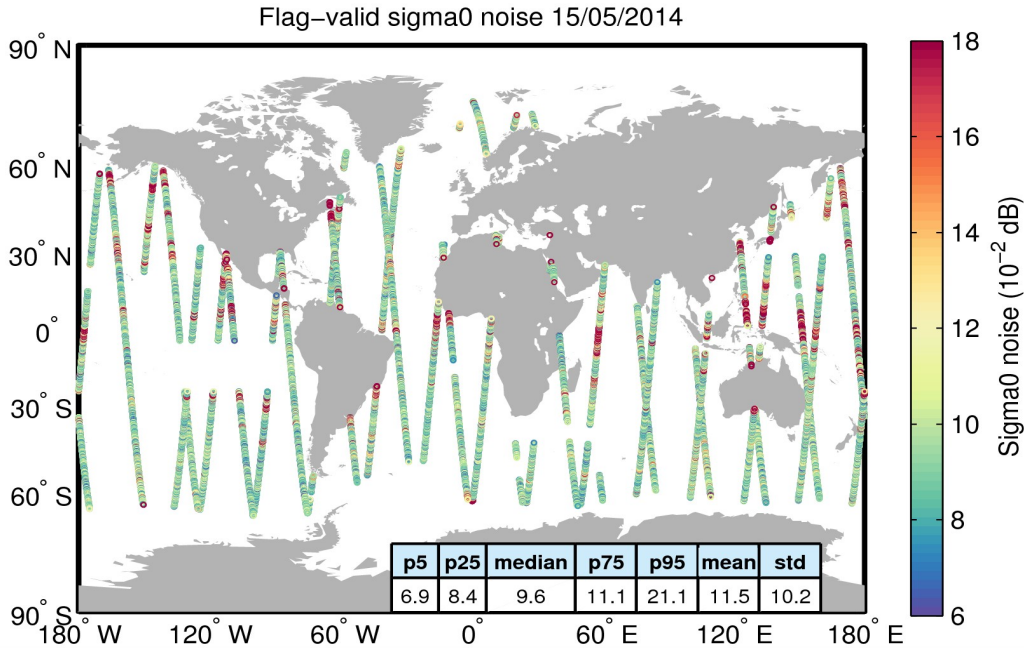 Flag−valid sigma0 noise 15/05/2014
90° N
60° N
30° N
0°
30° S
60° S
90° S
180° W
120° W
60° W
0°
60° E
120° E
180° E
18
16
14
12
10
8
6
Sigma0 noise (10⁻² dB)
p5 p25 median p75 p95 mean std
6.9 8.4 9.6 11.1 21.1 11.5 10.2